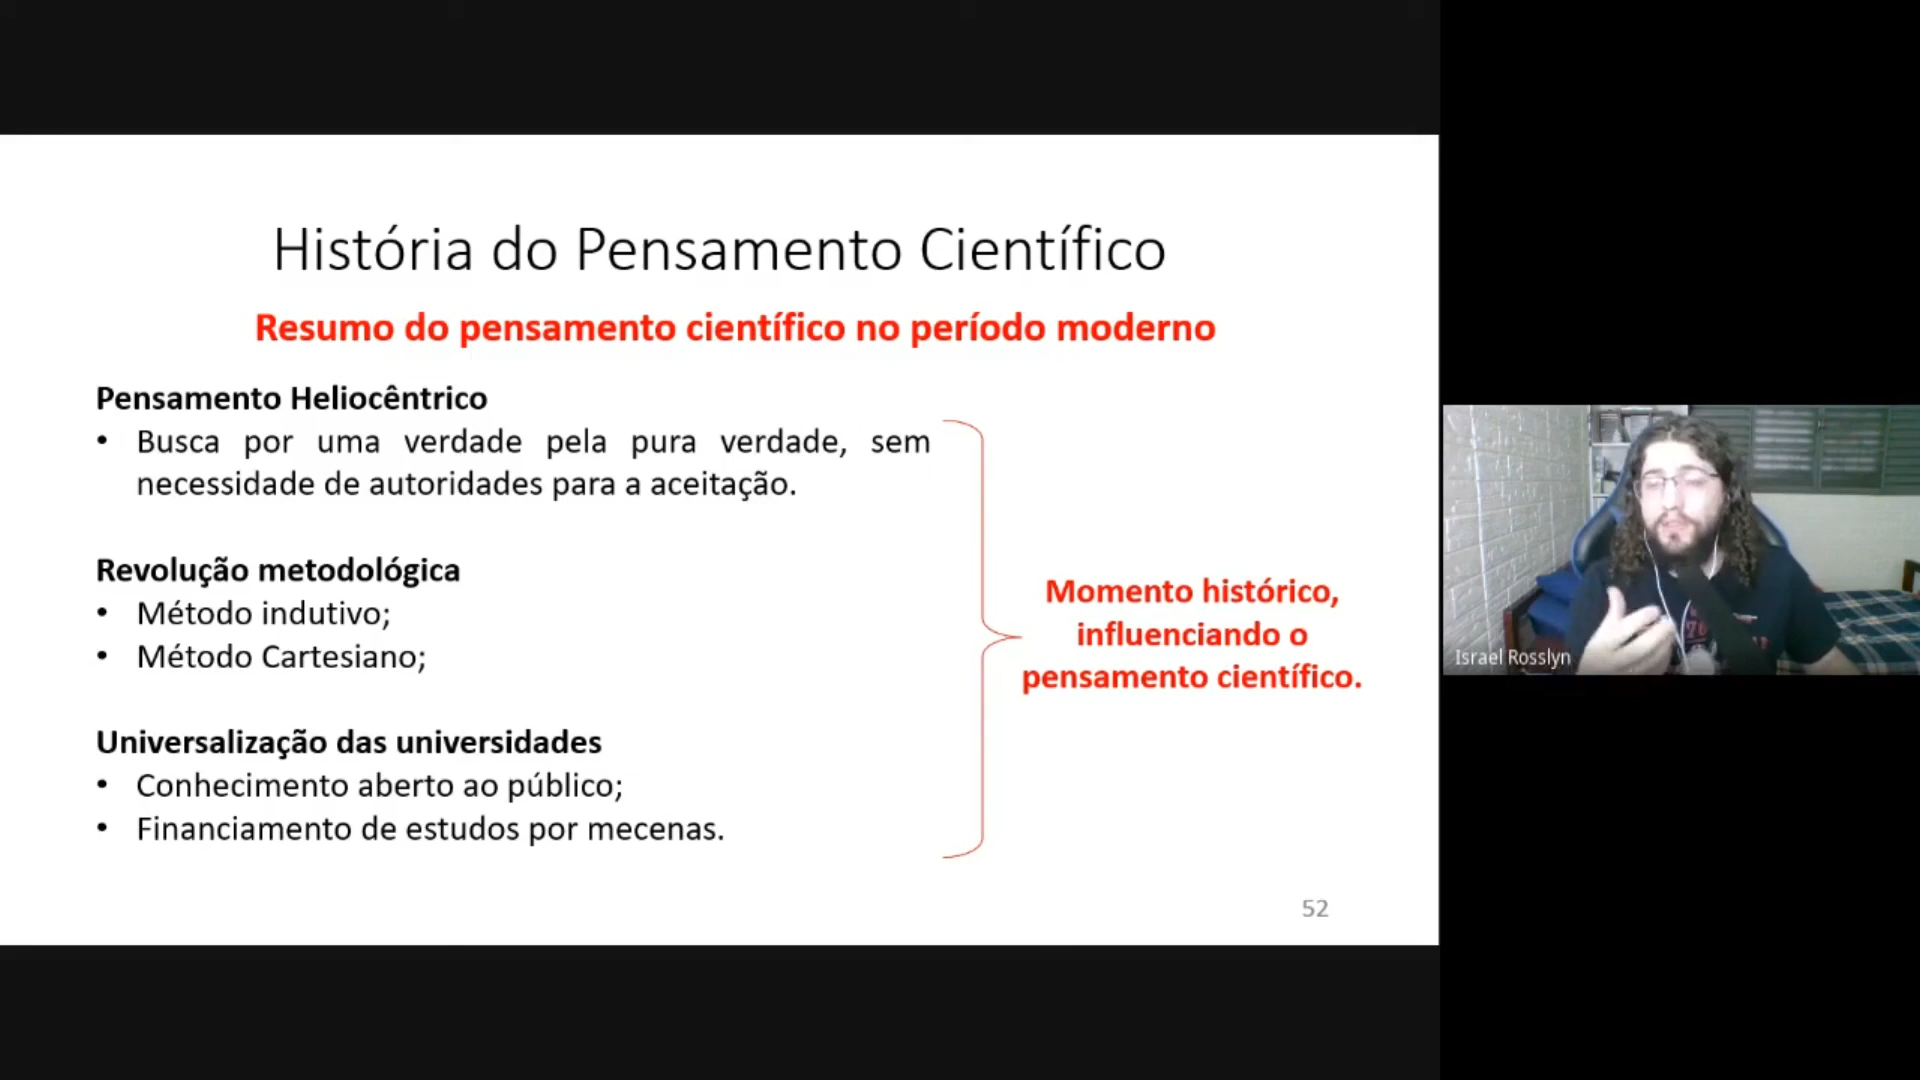 História do Pensamento Científico
Resumo do pensamento científico no período moderno
Pensamento Heliocêntrico
• Busca por uma verdade pela pura verdade, sem
necessidade de autoridades para a aceitação.
Revolução metodológica
• Método indutivo;
• Método Cartesiano;
Universalização das universidades
• Conhecimento aberto ao público;
• Financiamento de estudos por mecenas.
Momento histórico,
influenciando o
pensamento científico.
52
Israel Rosslyn